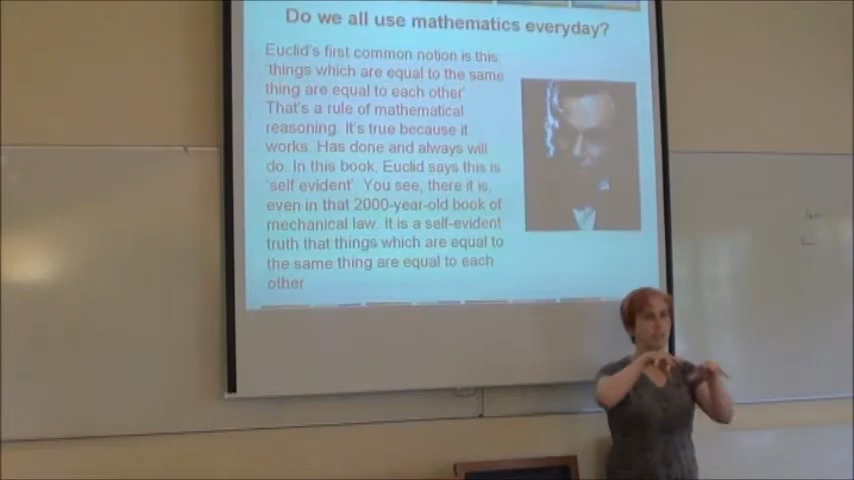 Do we all use mathematics everyday?
Euclid's first common notion is this:
'things which are equal to the same
thing are equal to each other'
That's a rule of mathematical
reasoning. It's true because it
works. Has done and always will
do. In this book, Euclid says this is
'self evident'. You see, there it is,
even in that 2000-year-old book of
mechanical law. It is a self-evident
truth that things which are equal to
the same thing are equal to each
other